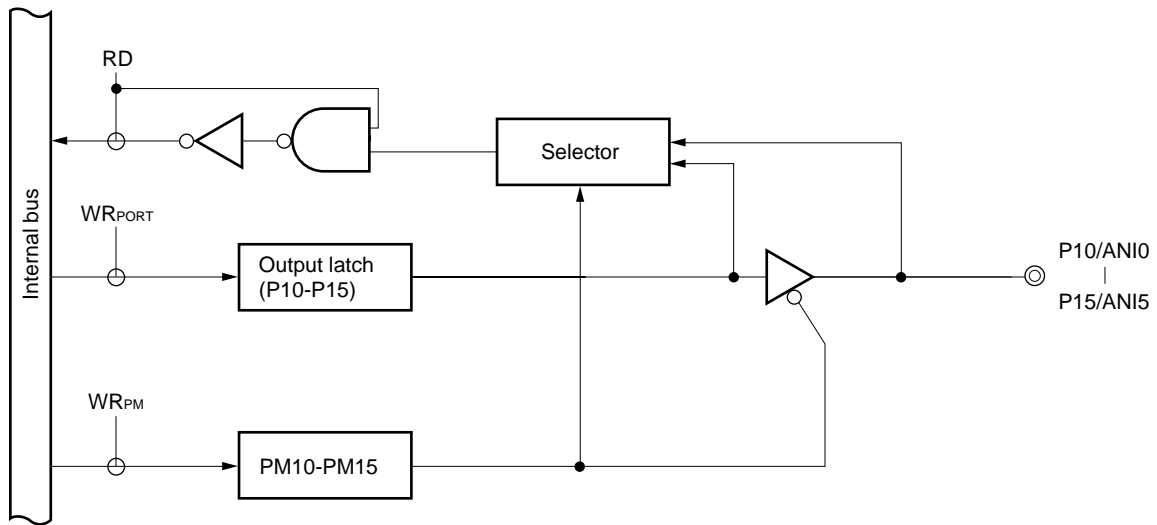 RD
Selector
Internal bus
WRPORT
Output latch
(P10-P15)
P10/ANI0
P15/ANI5
WRPM
PM10-PM15